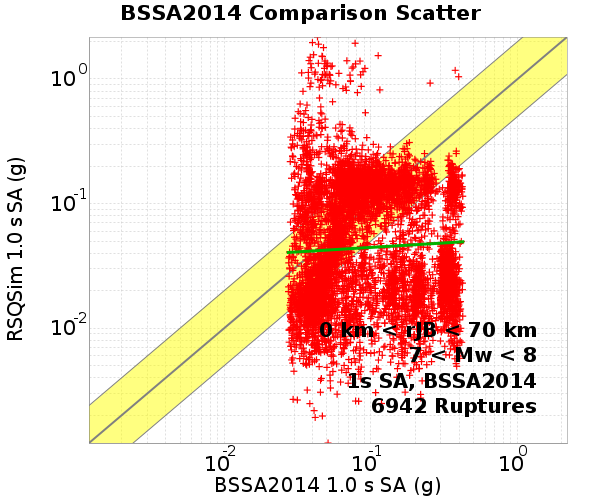 BSSA2014 Comparison Scatter
RSQSim 1.0 s SA (g)
10^0
10^-1
10^-2
0 km < rJB < 70 km
7 < Mw < 8
1s SA, BSSA2014
6942 Ruptures
10^-2 10^-1 10^0
BSSA2014 1.0 s SA (g)